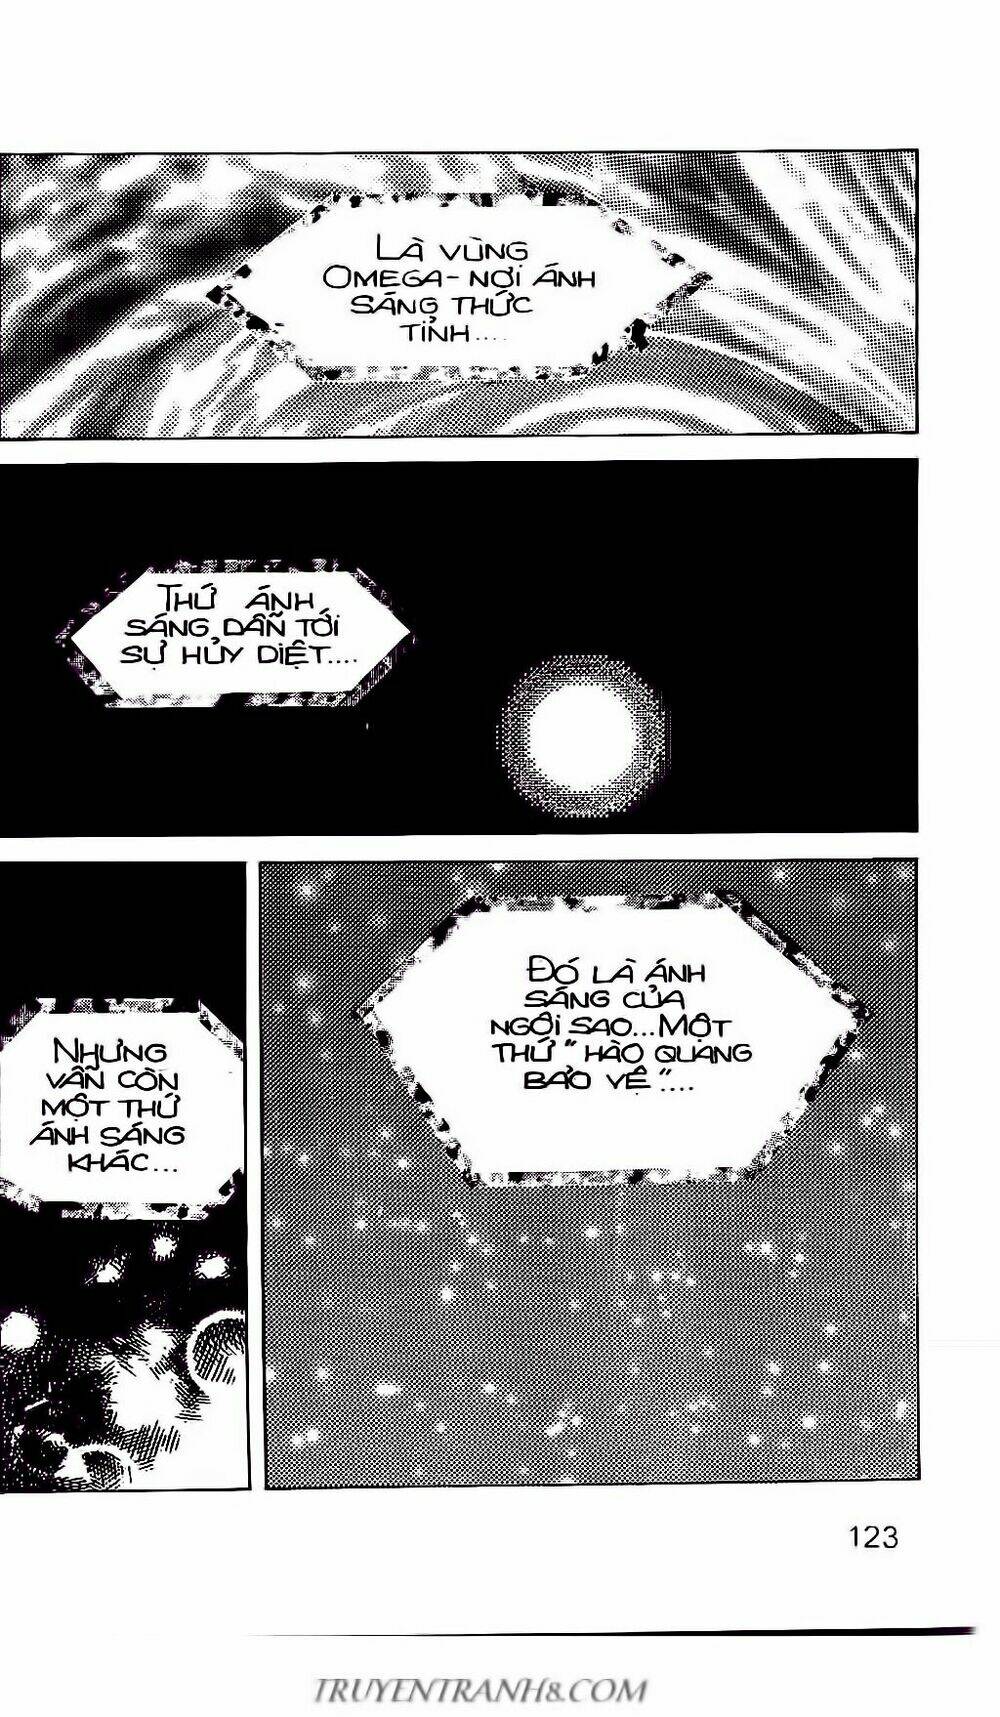 LÀ VÙNG
OMEGA-NƠI ÁNH
SÁNG THỨC
TỈNH....
THỨ ÁNH
SÁNG DẪN TỚI
SỰ HỦY DIỆT....
NHƯNG
VẪN CÒN
MỘT THỨ
ÁNH SÁNG
KHÁC...
ĐÓ LÀ ÁNH
SÁNG CỦA
NGÔI SAO...MỘT
THỨ " HÀO QUANG
BẢO VỆ "....
123
TRUYENTRANH8.COM